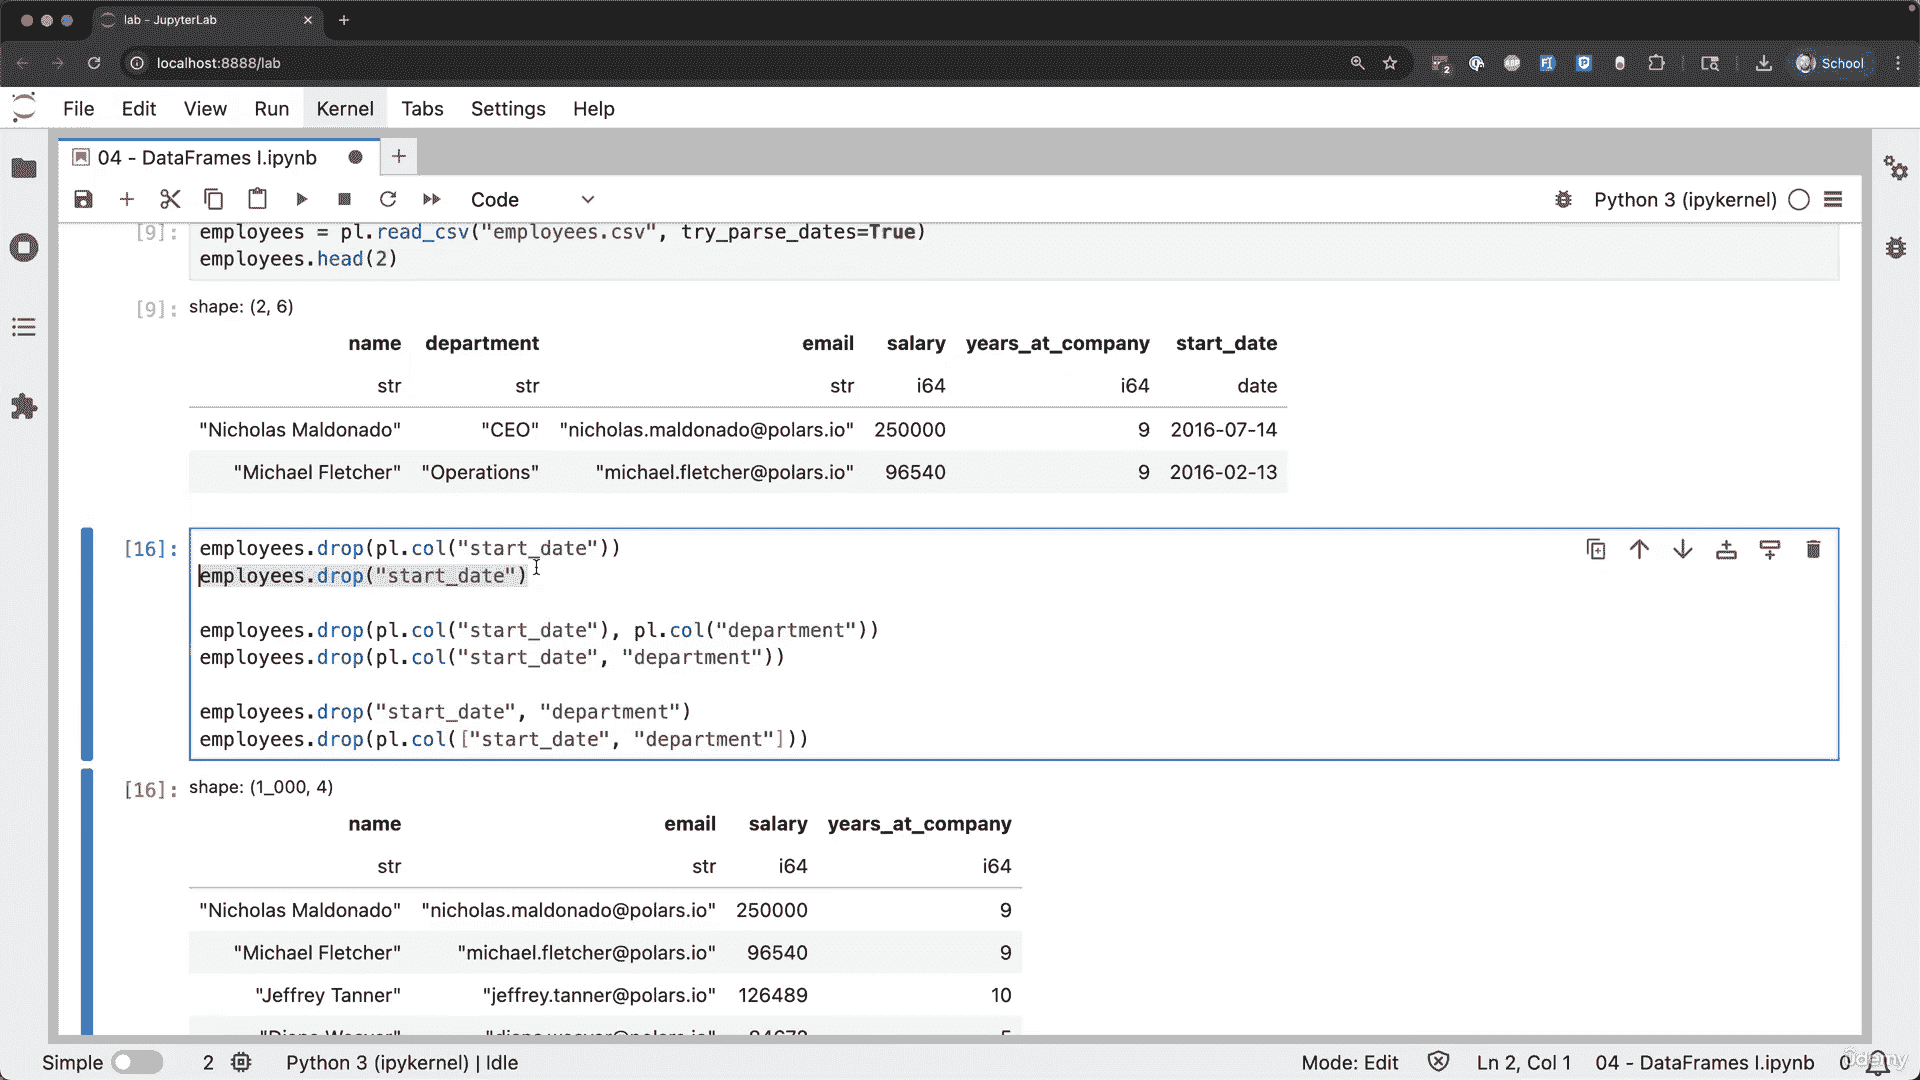 lab - JupyterLab
localhost:8888/lab
2
ABP
School
File Edit View Run Kernel Tabs Settings Help
04 - DataFrames I.ipynb
Code
Python 3 (ipykernel)
[9]: employees = pl.read_csv("employees.csv", try_parse_dates=True)
employees.head(2)
[9]: shape: (2, 6)
name department email salary years_at_company start_date
str str str i64 i64 date
"Nicholas Maldonado" "CEO" "nicholas.maldonado@polars.io" 250000 9 2016-07-14
"Michael Fletcher" "Operations" "michael.fletcher@polars.io" 96540 9 2016-02-13
[16]: employees.drop(pl.col("start_date"))
employees.drop("start_date")
employees.drop(pl.col("start_date"), pl.col("department"))
employees.drop(pl.col("start_date", "department"))
employees.drop("start_date", "department")
employees.drop(pl.col(["start_date", "department"]))
[16]: shape: (1_000, 4)
name email salary years_at_company
str str i64 i64
"Nicholas Maldonado" "nicholas.maldonado@polars.io" 250000 9
"Michael Fletcher" "michael.fletcher@polars.io" 96540 9
"Jeffrey Tanner" "jeffrey.tanner@polars.io" 126489 10
Simple 2 Python 3 (ipykernel) | Idle Mode: Edit Ln 2, Col 1 04 - DataFrames I.ipynb 0
udemy